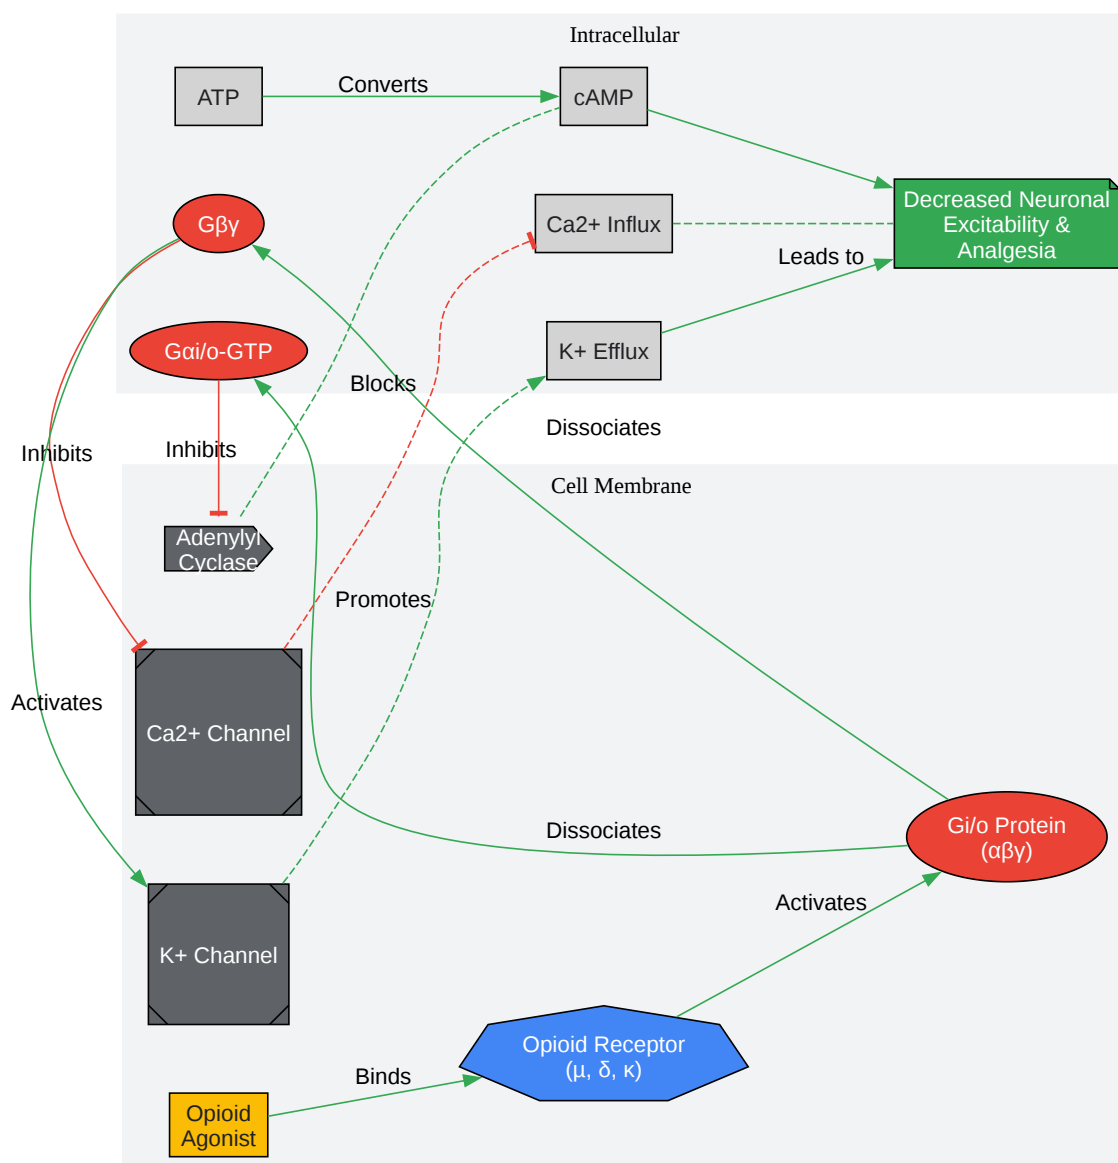 Intracellular
ATP
Converts
cAMP
Gβγ
Ca2+ Influx
Decreased Neuronal
Excitability &
Analgesia
Leads to
Gαi/o-GTP
K+ Efflux
Blocks
Dissociates
Inhibits
Inhibits
Cell Membrane
Adenylyl
Cyclase
Promotes
Activates
Ca2+ Channel
Dissociates
Gi/o Protein
(αβγ)
Activates
K+ Channel
Opioid Receptor
(μ, δ, κ)
Binds
Opioid
Agonist